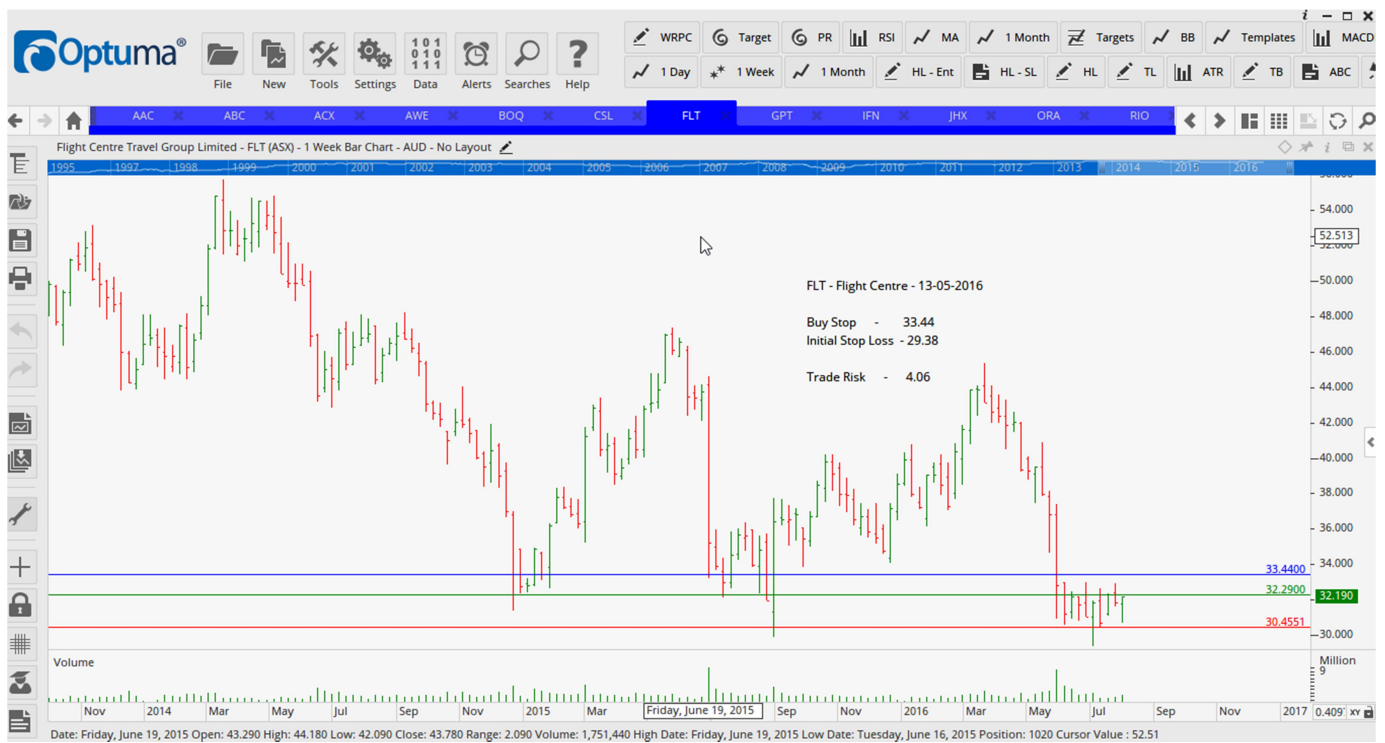 i
Optuma®
File New Tools Settings Data Alerts Searches Help
101
010
111
WRPC Target PR RSI MA 1 Month Targets BB Templates MACD
1 Day 1 Week 1 Month HL - Ent HL - SL HL TL ATR TB ABC
AAC ABC ACX AWE BOQ CSL FLT GPT IFN JHX ORA RIO
Flight Centre Travel Group Limited - FLT (ASX) - 1 Week Bar Chart - AUD - No Layout
1995 1997 1998 1999 2000 2001 2002 2003 2004 2005 2006 2007 2008 2009 2010 2011 2012 2013 2014 2015 2016
54.000
52.513
52.000
50.000
FLT - Flight Centre - 13-05-2016
48.000
Buy Stop - 33.44
Initial Stop Loss - 29.38
46.000
Trade Risk - 4.06
44.000
42.000
40.000
38.000
36.000
34.000
33.4400
32.2900
32.190
30.4551
30.000
Volume
Million
9
Nov 2014 Mar May Jul Sep Nov 2015 Mar Friday, June 19, 2015 Sep Nov 2016 Mar May Jul Sep Nov 2017 0.409 XY
Date: Friday, June 19, 2015 Open: 43.290 High: 44.180 Low: 42.090 Close: 43.780 Range: 2.090 Volume: 1,751,440 High Date: Friday, June 19, 2015 Low Date: Tuesday, June 16, 2015 Position: 1020 Cursor Value : 52.51